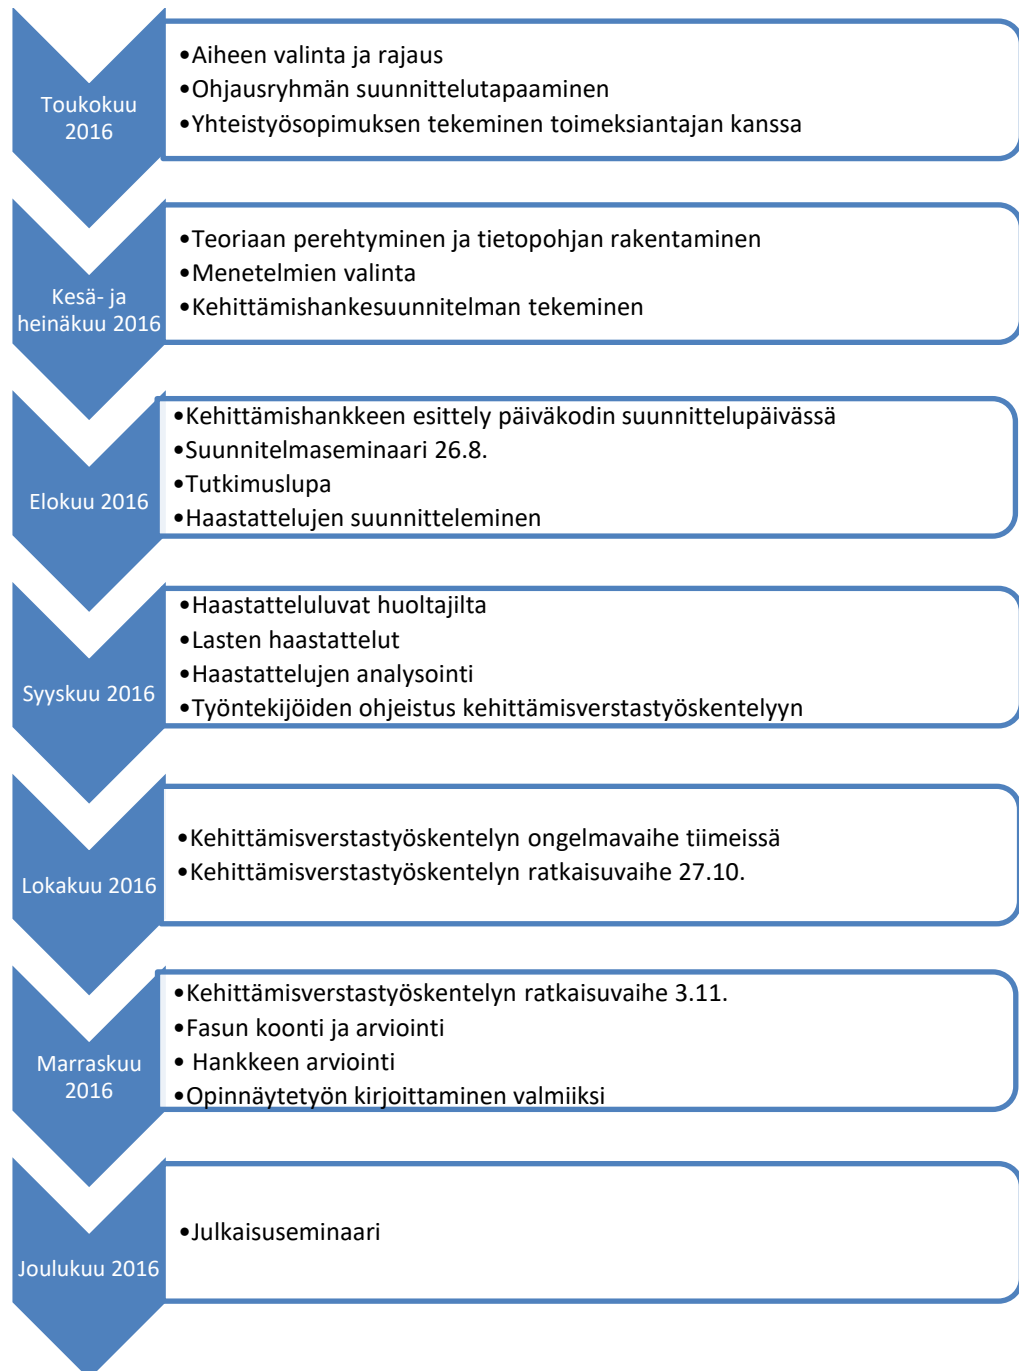 Toukokuu
2016
•Aiheen valinta ja rajaus
•Ohjausryhmän suunnittelutapaaminen
•Yhteistyösopimuksen tekeminen toimeksiantajan kanssa
Kesä- ja
heinäkuu 2016
•Teoriaan perehtyminen ja tietopohjan rakentaminen
•Menetelmien valinta
•Kehittämishankesuunnitelman tekeminen
Elokuu 2016
•Kehittämishankkeen esittely päiväkodin suunnittelupäivässä
•Suunnitelmaseminaari 26.8.
•Tutkimuslupa
•Haastattelujen suunnitteleminen
Syyskuu 2016
•Haastatteluluvat huoltajilta
•Lasten haastattelut
•Haastattelujen analysointi
•Työntekijöiden ohjeistus kehittämisverstastyöskentelyyn
Lokakuu 2016
•Kehittämisverstastyöskentelyn ongelmavaihe tiimeissä
•Kehittämisverstastyöskentelyn ratkaisuvaihe 27.10.
Marraskuu
2016
•Kehittämisverstastyöskentelyn ratkaisuvaihe 3.11.
•Fasun koonti ja arviointi
• Hankkeen arviointi
•Opinnäytetyön kirjoittaminen valmiiksi
Joulukuu 2016
•Julkaisuseminaari